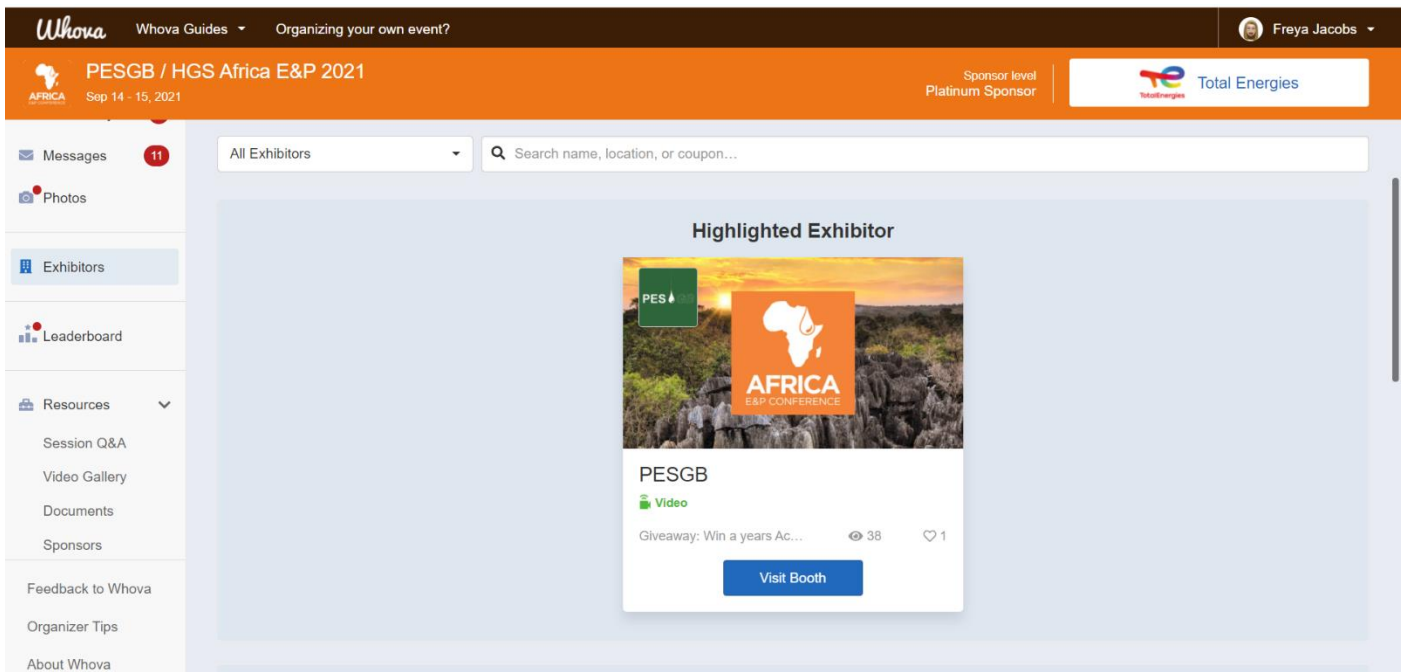 Whova
Whova Guides
Organizing your own event?
Freya Jacobs
AFRICA
PESGB / HGS Africa E&P 2021
Sep 14 - 15, 2021
Sponsor level
Platinum Sponsor
TotalEnergies
Total Energies
Messages
11
Photos
Exhibitors
Leaderboard
Resources
Session Q&A
Video Gallery
Documents
Sponsors
Feedback to Whova
Organizer Tips
About Whova
All Exhibitors
Search name, location, or coupon...
Highlighted Exhibitor
PES
AFRICA
E&P CONFERENCE
PESGB
Video
Giveaway: Win a years Ac...
38
1
Visit Booth